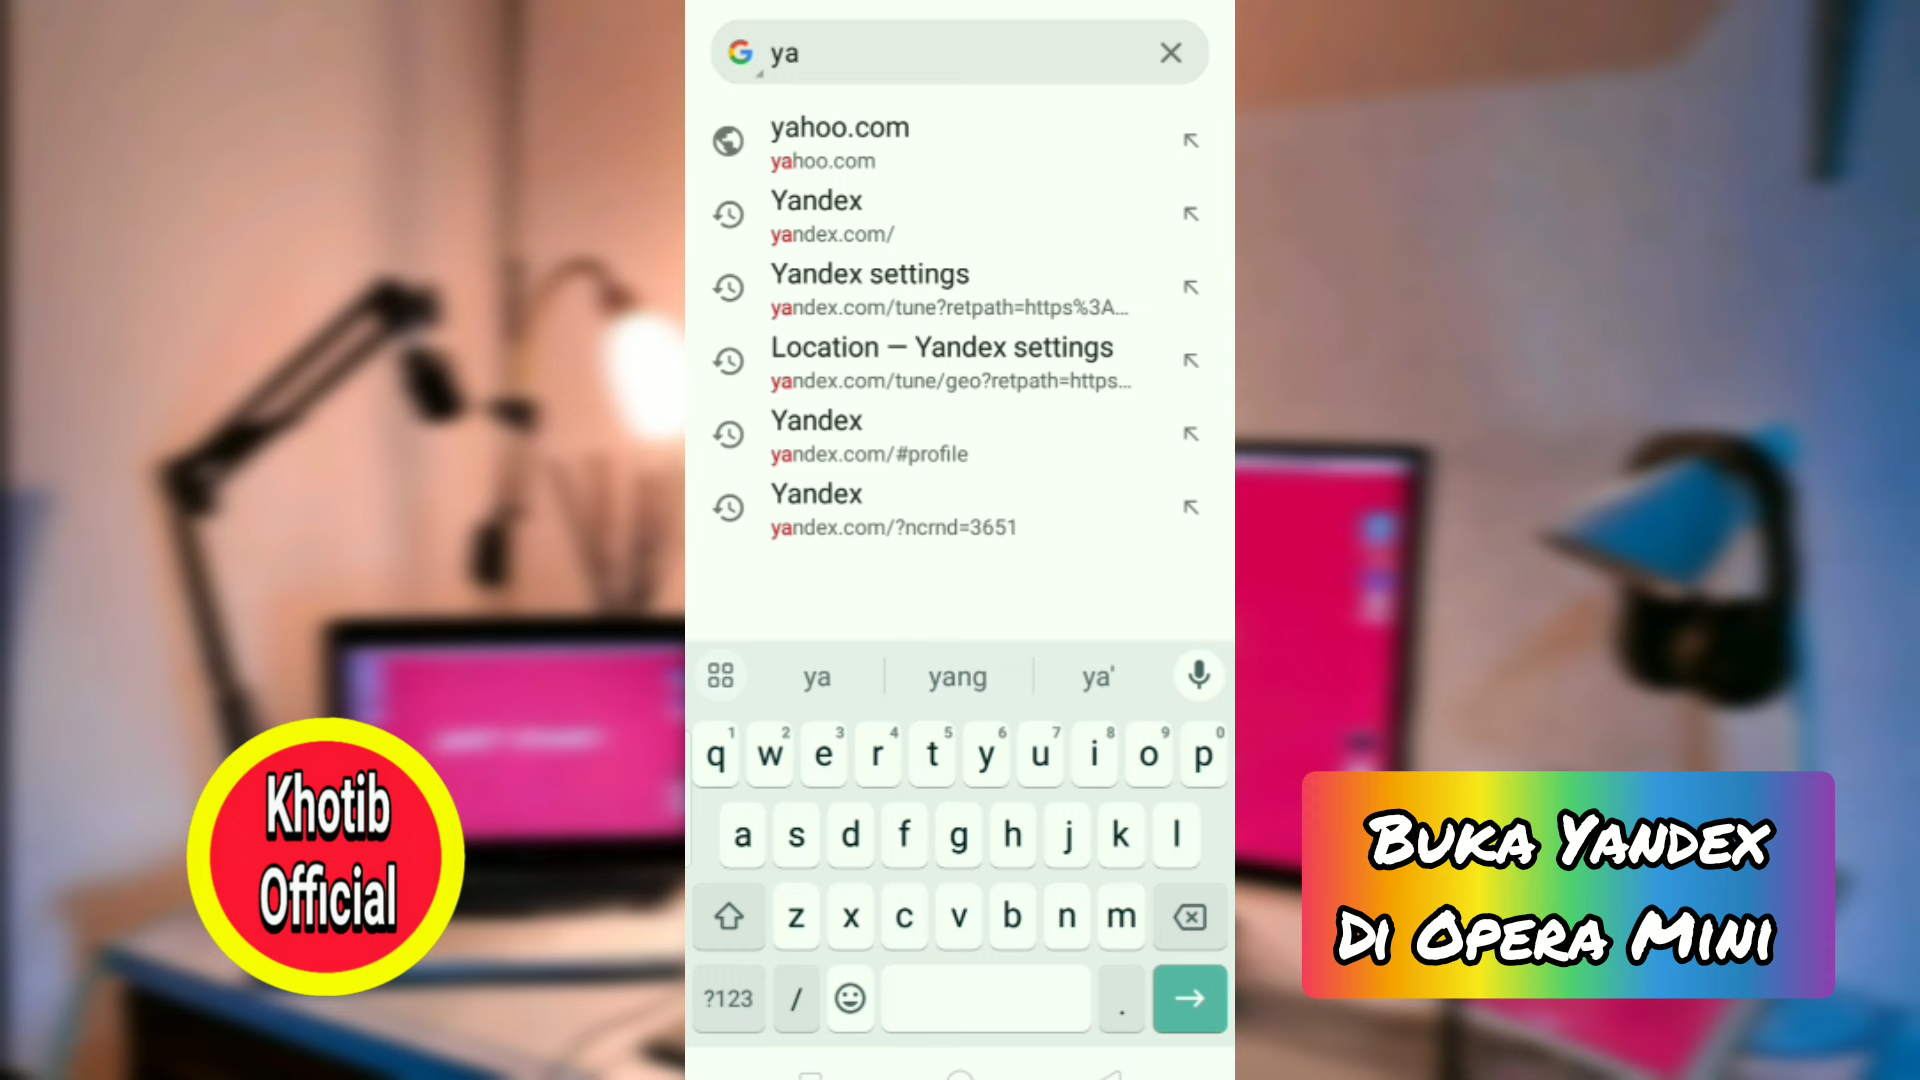 ya
yahoo.com
yahoo.com
Yandex
yandex.com/
Yandex settings
yandex.com/tune?retpath=https%3A...
Location — Yandex settings
yandex.com/tune/geo?retpath=https...
Yandex
yandex.com/#profile
Yandex
yandex.com/?ncrnd=3651
ya yang ya'
1 2 3 4 5 6 7 8 9 0
q w e r t y u i o p
a s d f g h j k l
z x c v b n m
?123 / .
Khotib
Official
Buka Yandex
Di Opera Mini